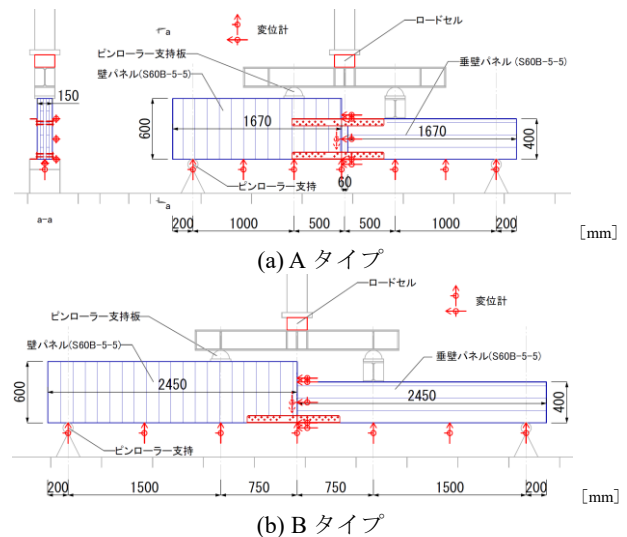 a
変位計
ロードセル
ピンローラー支持板
壁パネル(S60B-5-5)
垂壁パネル(S60B-5-5)
150
600
1670
1670
400
ピンローラー支持
60
a
a-a
200
1000
500
500
1000
200
[mm]
(a) A タイプ
ロードセル
変位計
ピンローラー支持板
壁パネル(S60B-5-5)
垂壁パネル(S60B-5-5)
600
2450
2450
400
ピンローラー支持
200
1500
750
750
1500
200
[mm]
(b) B タイプ